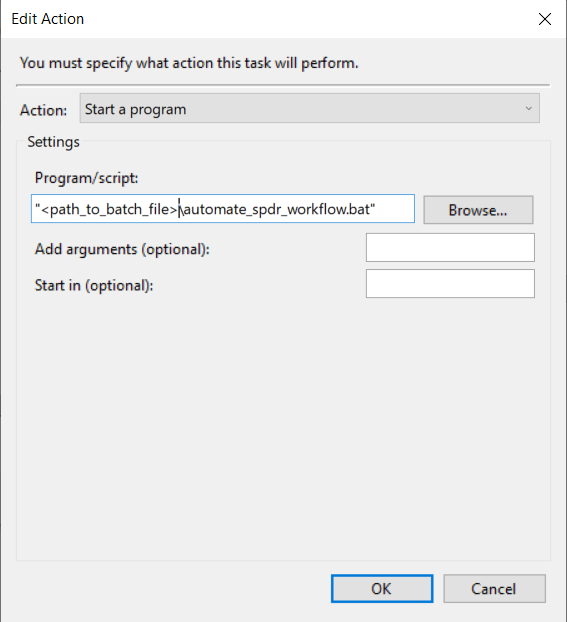 Edit Action
You must specify what action this task will perform.
Action: Start a program
Settings
Program/script:
"<path_to_batch_file>\automate_spdr_workflow.bat" Browse...
Add arguments (optional):
Start in (optional):
OK Cancel